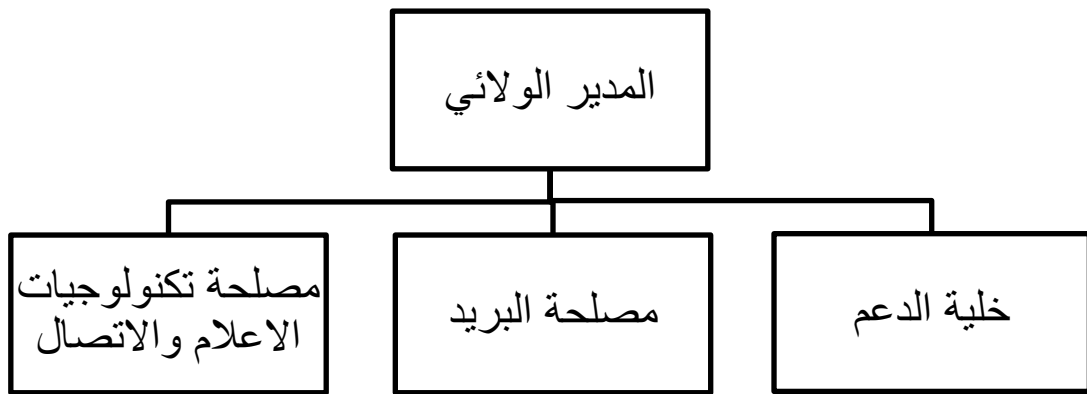 المدير الولائي
خلية الدعم
مصلحة البريد
مصلحة تكنولوجيات
الاعلام والاتصال